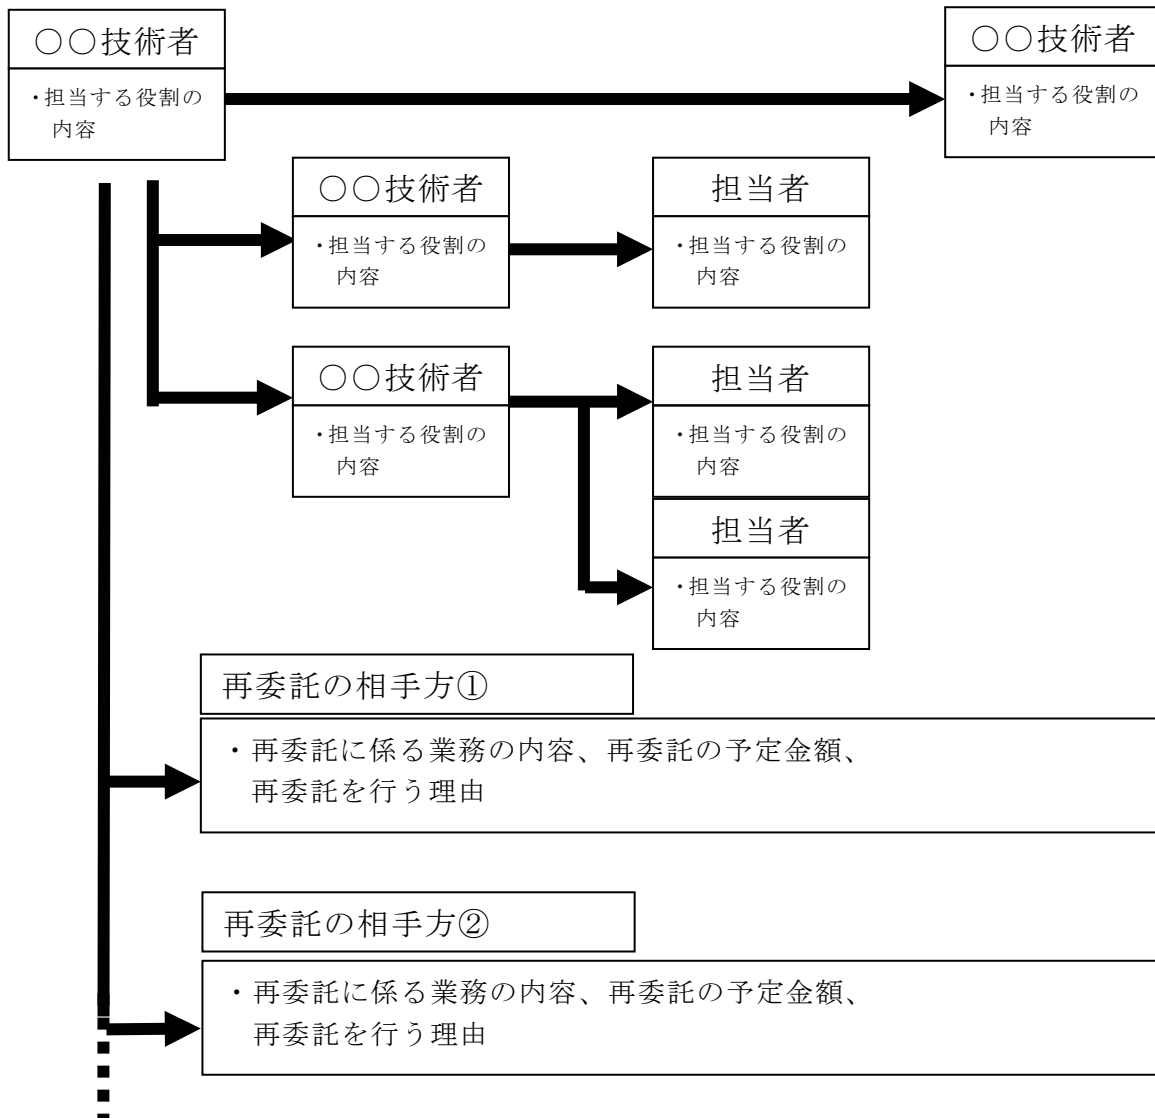 ○○技術者
・担当する役割の
内容
○○技術者
・担当する役割の
内容
○○技術者
・担当する役割の
内容
担当者
・担当する役割の
内容
○○技術者
・担当する役割の
内容
担当者
・担当する役割の
内容
担当者
・担当する役割の
内容
再委託の相手方①
・再委託に係る業務の内容、再委託の予定金額、
再委託を行う理由
再委託の相手方②
・再委託に係る業務の内容、再委託の予定金額、
再委託を行う理由